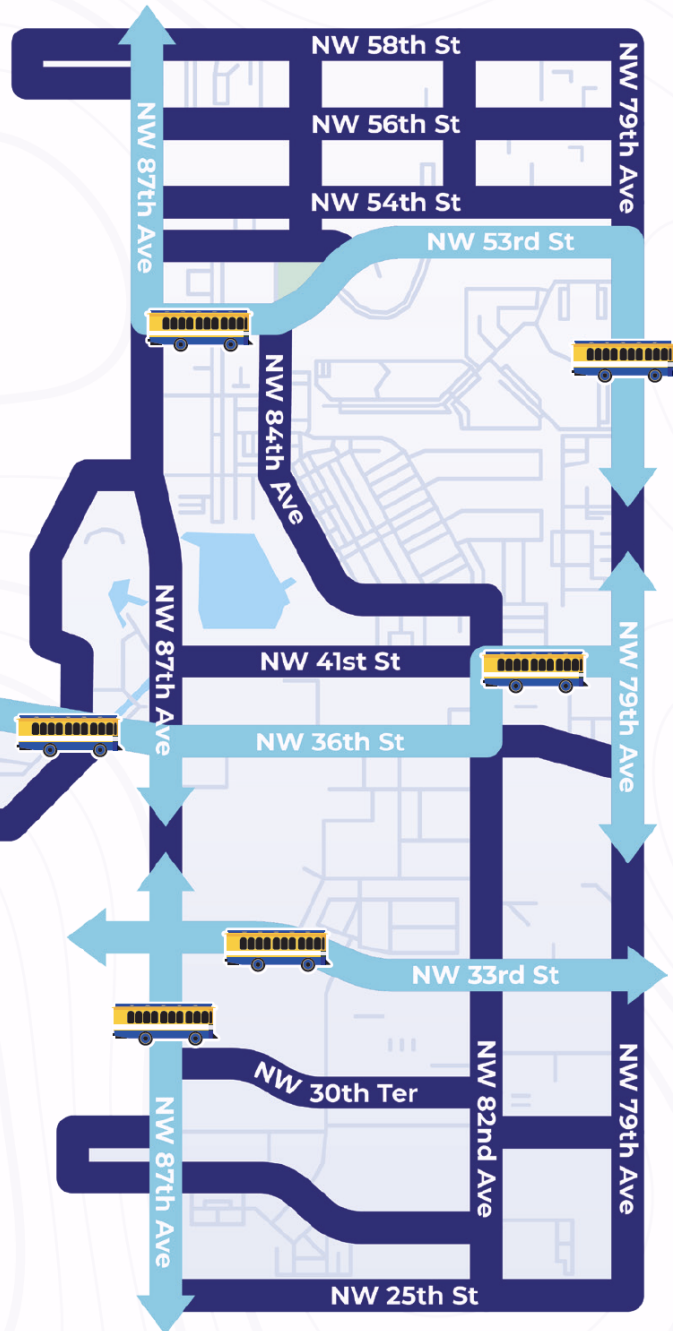 NW 58th St
NW 79th Ave
NW 87th Ave
NW 56th St
NW 54th St
NW 53rd St
NW 84th Ave
NW 87th Ave
NW 41st St
NW 79th Ave
NW 36th St
NW 33rd St
NW 30th Ter
NW 82nd Ave
NW 79th Ave
NW 87th Ave
NW 25th St